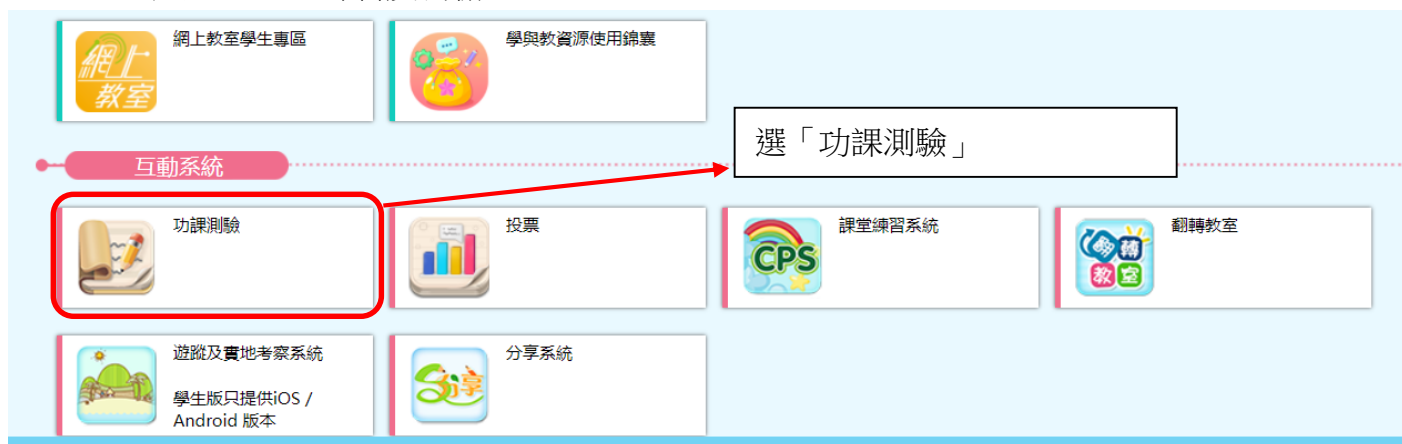 網上教室學生專區
學與教資源使用錦囊
網上
教室
選「功課測驗」
互動系統
功課測驗
投票
課堂練習系統
CPS
翻轉教室
翻轉
教室
遊蹤及實地考察系統
學生版只提供iOS /
Android 版本
分享系統
分享